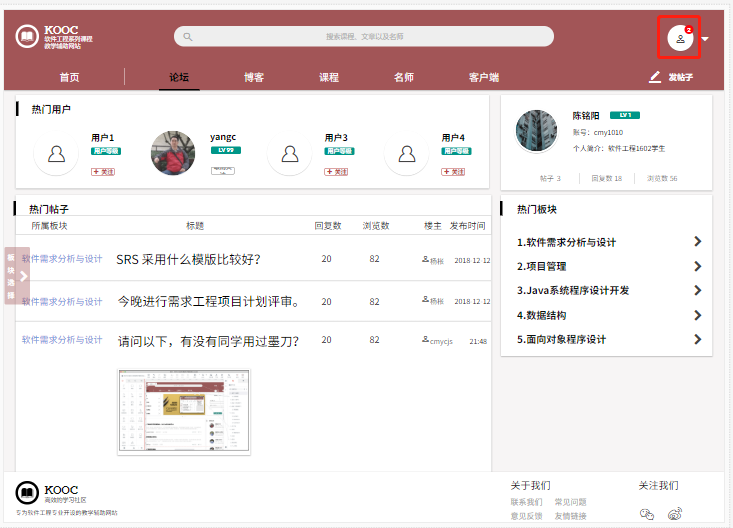 KOOC
软件工程系列课程
教学辅助网站
搜索课程、文章以及名师
2
首页
论坛
博客
课程
名师
客户端
发帖子
热门用户
用户1
用户等级
+ 关注
yangc
LV 99
用户3
用户等级
+ 关注
用户4
用户等级
+ 关注
陈铭阳
LV 1
账号：cmy1010
个人简介：软件工程1602学生
帖子 3
回复数 18
浏览数 56
热门帖子
所属板块 标题 回复数 浏览数 楼主 发布时间
软件需求分析与设计 SRS 采用什么模版比较好？ 20 82 杨枨 2018-12-12
软件需求分析与设计 今晚进行需求工程项目计划评审。 20 82 杨枨 2018-12-12
软件需求分析与设计 请问以下，有没有同学用过墨刀？ 20 82 cmycjs 21:48
板块选择
热门板块
1.软件需求分析与设计
2.项目管理
3.Java系统程序设计开发
4.数据结构
5.面向对象程序设计
KOOC
高效的学习社区
专为软件工程专业开设的教学辅助网站
关于我们
联系我们 常见问题
意见反馈 友情链接
关注我们